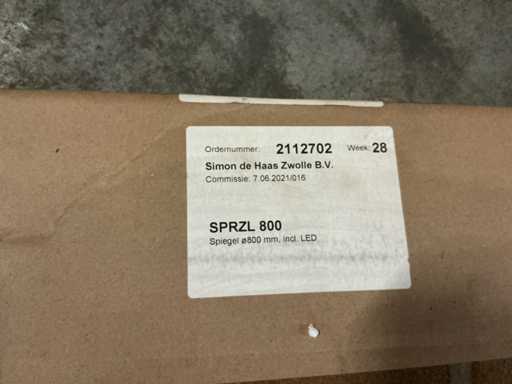 Ordernummer: 2112702 Week: 28
Simon de Haas Zwolle B.V.
Commissie: 7.06.2021/016
SPRZL 800
Spiegel ø800 mm, incl. LED